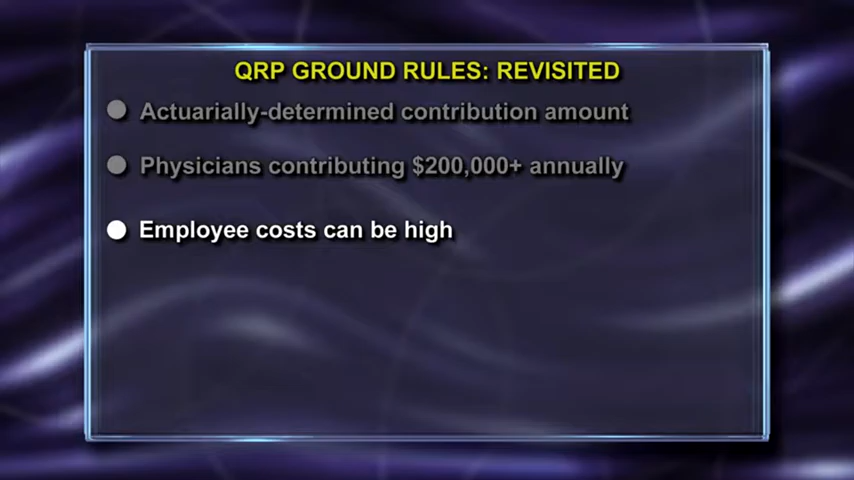 QRP GROUND RULES: REVISITED
Actuarially-determined contribution amount
Physicians contributing $200,000+ annually
Employee costs can be high